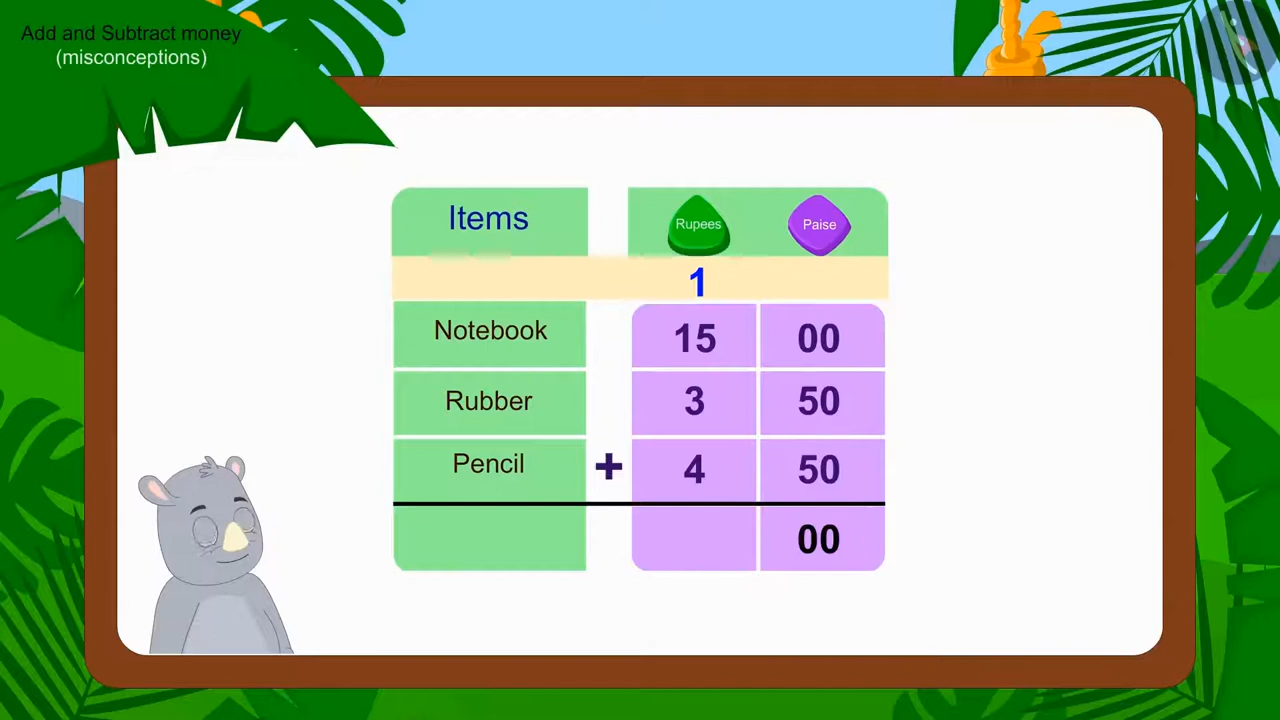 Add and Subtract money
(misconceptions)
Items Rupees Paise
1
Notebook 15 00
Rubber 3 50
Pencil + 4 50
00